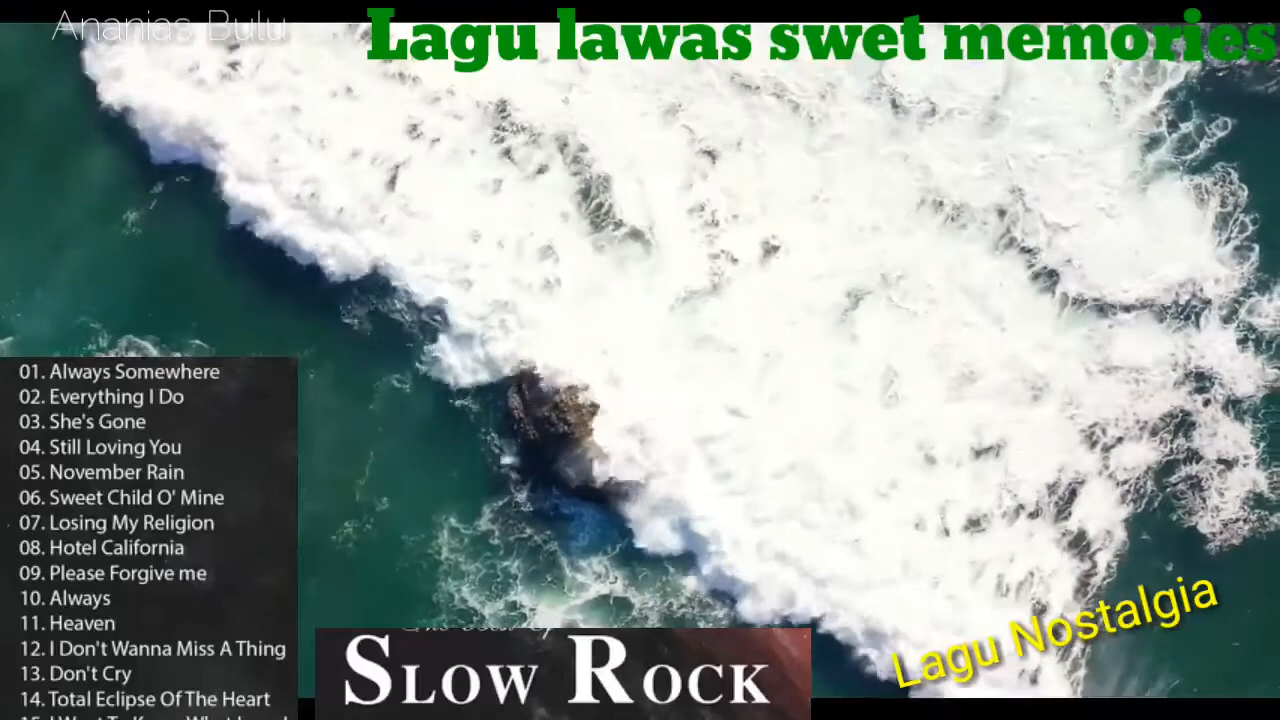 Ananias Bulu
Lagu lawas swet memories
01. Always Somewhere
02. Everything I Do
03. She's Gone
04. Still Loving You
05. November Rain
06. Sweet Child O' Mine
07. Losing My Religion
08. Hotel California
09. Please Forgive me
10. Always
11. Heaven
12. I Don't Wanna Miss A Thing
13. Don't Cry
14. Total Eclipse Of The Heart
SLOW ROCK
Lagu Nostalgia